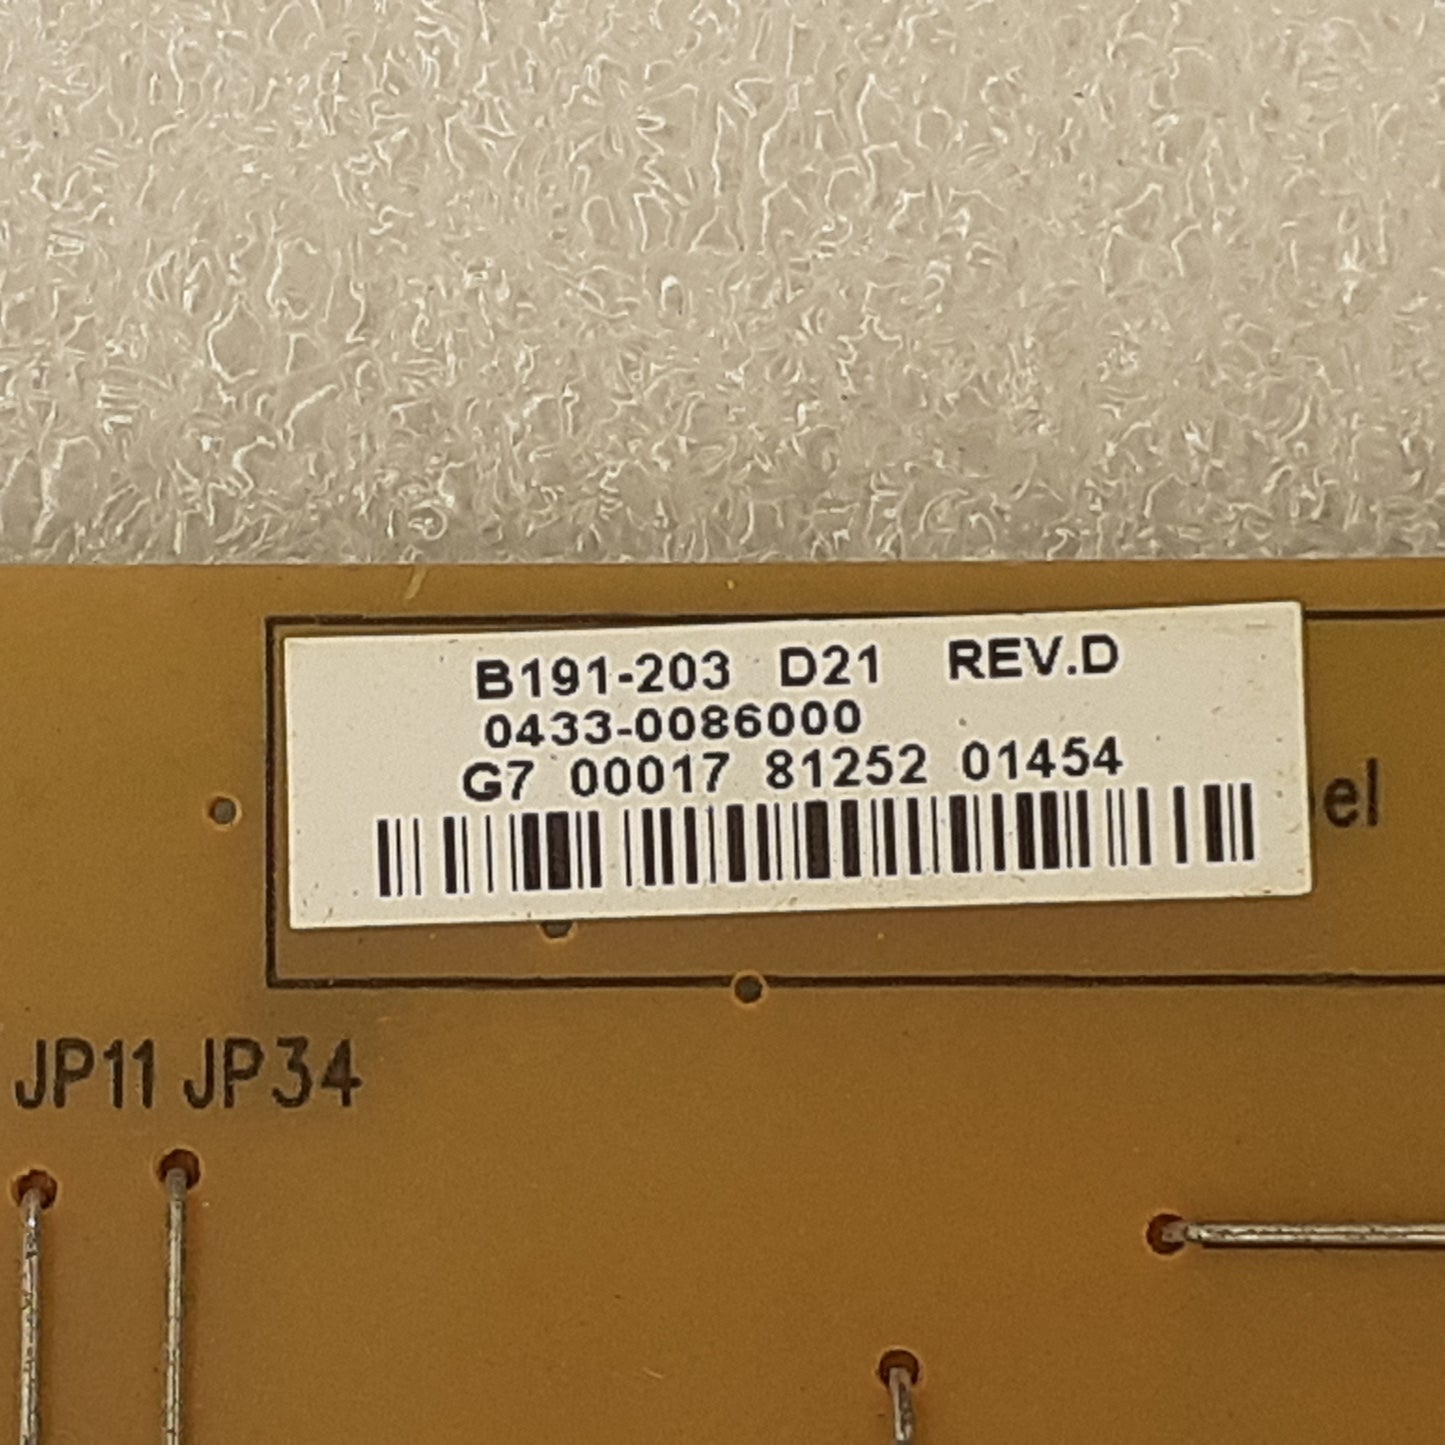 B191-203 D21 REV.D
0433-0086000
G7 00017 81252 01454
el
JP11 JP34